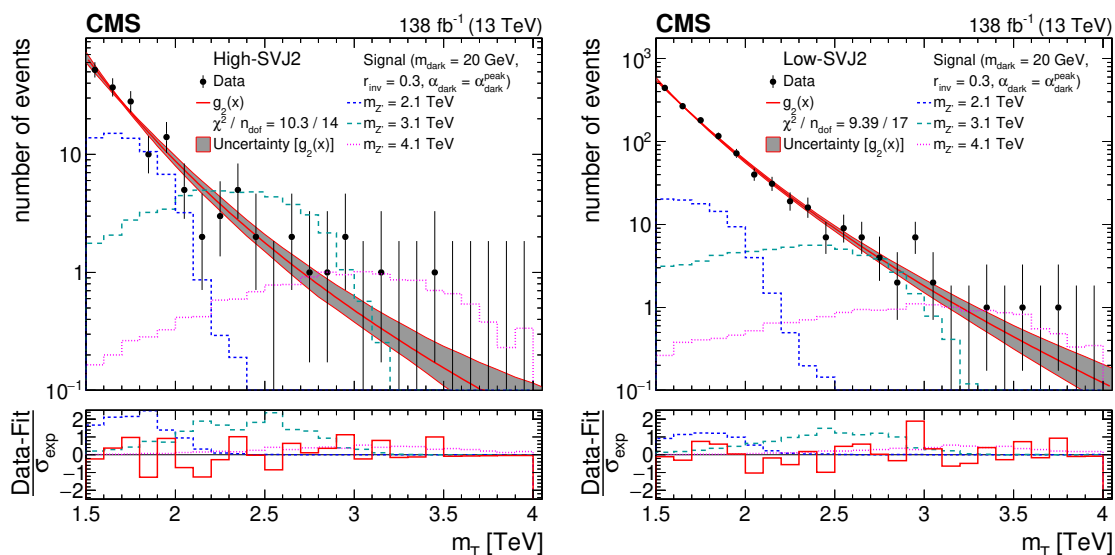 CMS 138 fb⁻¹ (13 TeV)
number of events
High-SVJ2
Data
g₂(x)
χ² / n_dof = 10.3 / 14
Uncertainty [g₂(x)]
Signal (m_dark = 20 GeV,
r_inv = 0.3, α_dark = α_dark^peak)
m_Z' = 2.1 TeV
m_Z' = 3.1 TeV
m_Z' = 4.1 TeV
10
1
10⁻¹
Data-Fit
σ_exp
2
1
0
−1
−2
1.5 2 2.5 3 3.5 4
m_T [TeV]
CMS 138 fb⁻¹ (13 TeV)
number of events
Low-SVJ2
Data
g₂(x)
χ² / n_dof = 9.39 / 17
Uncertainty [g₂(x)]
Signal (m_dark = 20 GeV,
r_inv = 0.3, α_dark = α_dark^peak)
m_Z' = 2.1 TeV
m_Z' = 3.1 TeV
m_Z' = 4.1 TeV
10³
10²
10
1
10⁻¹
Data-Fit
σ_exp
2
1
0
−1
−2
1.5 2 2.5 3 3.5 4
m_T [TeV]